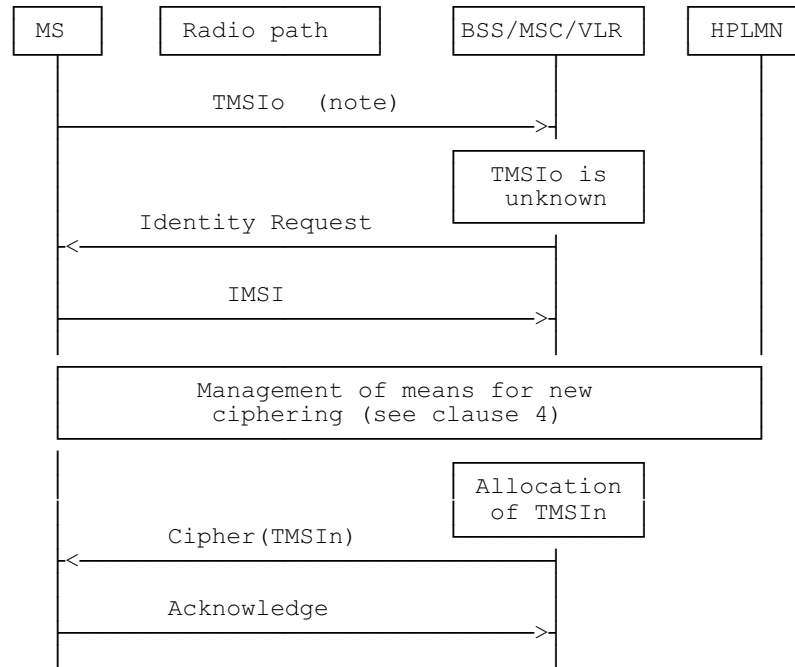 MS Radio path BSS/MSC/VLR HPLMN
TMSIo (note)
TMSIo is
unknown
Identity Request
IMSI
Management of means for new
ciphering (see clause 4)
Allocation
of TMSIn
Cipher(TMSIn)
Acknowledge